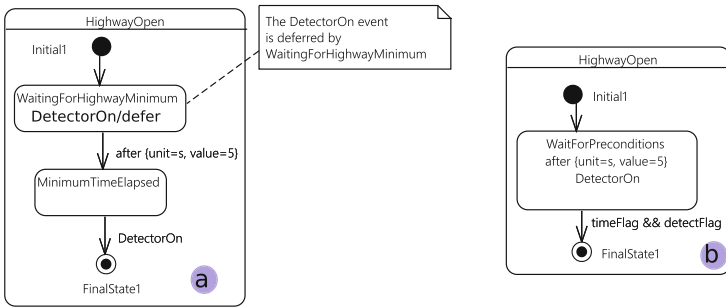 HighwayOpen
Initial1
WaitingForHighwayMinimum
DetectorOn/defer
after {unit=s, value=5}
MinimumTimeElapsed
DetectorOn
FinalState1
a
The DetectorOn event
is deferred by
WaitingForHighwayMinimum
HighwayOpen
Initial1
WaitForPreconditions
after {unit=s, value=5}
DetectorOn
timeFlag && detectFlag
FinalState1
b